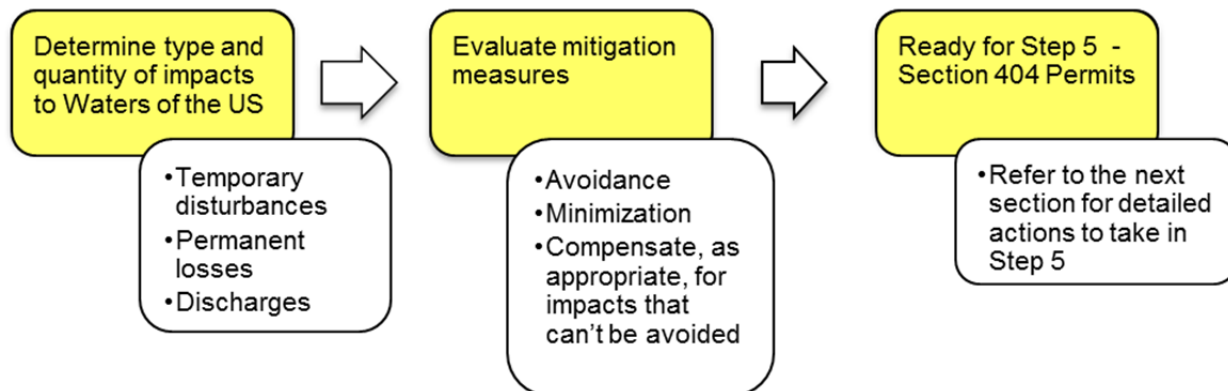 Determine type and
quantity of impacts
to Waters of the US
•Temporary
disturbances
•Permanent
losses
•Discharges
Evaluate mitigation
measures
•Avoidance
•Minimization
•Compensate, as
appropriate, for
impacts that
can't be avoided
Ready for Step 5 -
Section 404 Permits
•Refer to the next
section for detailed
actions to take in
Step 5